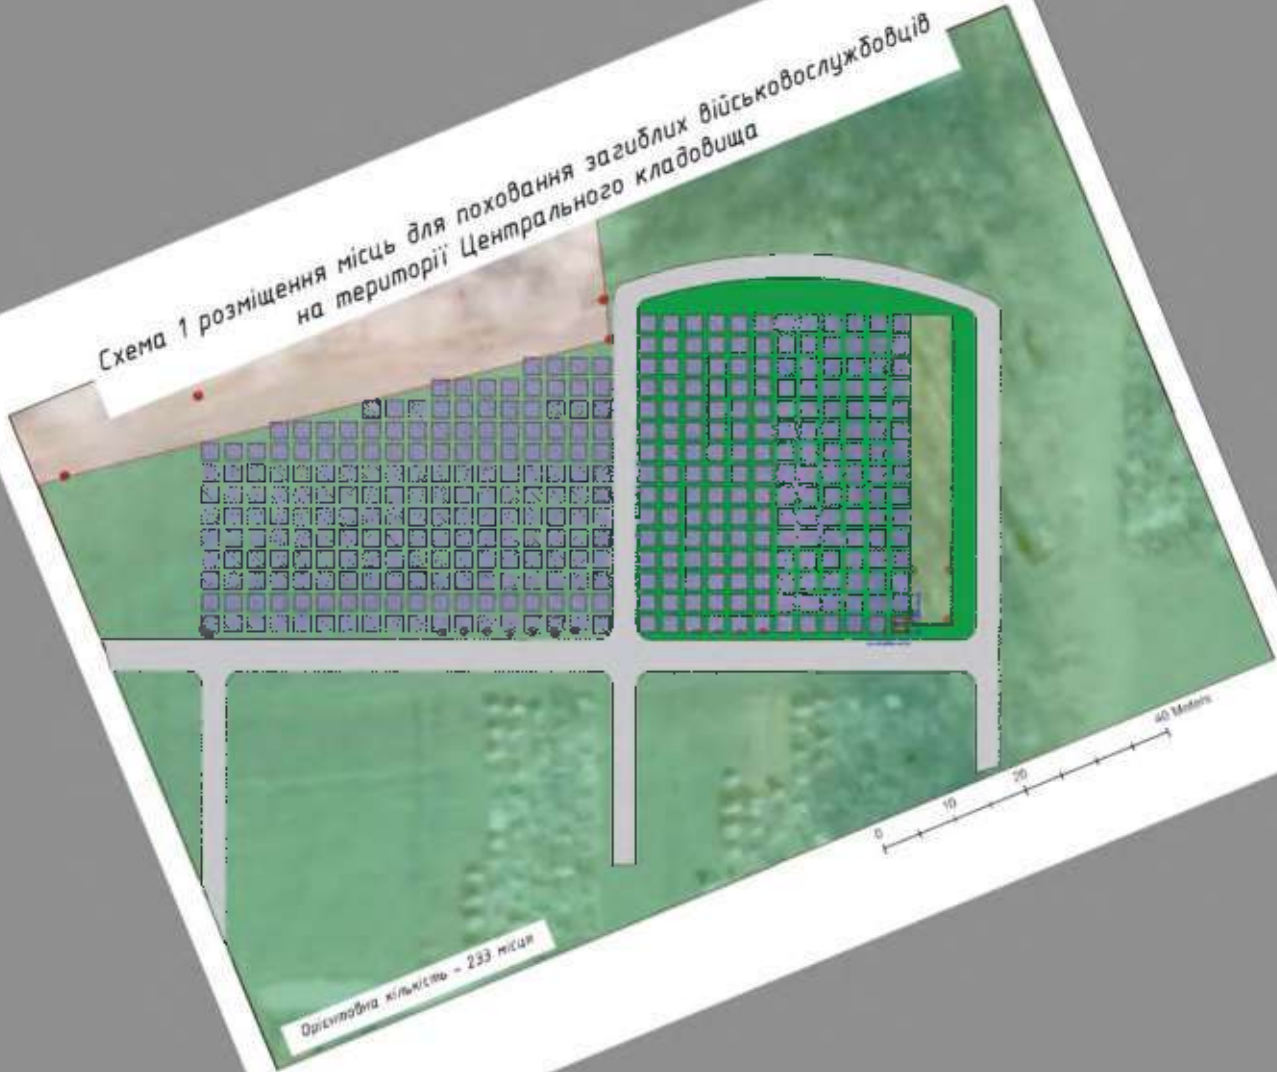 Схема 1 розміщення місць для поховання загиблих військовослужбовців
на території Центрального кладовища
0 10 20 40 Meters
Орієнтовна кількість - 233 місця